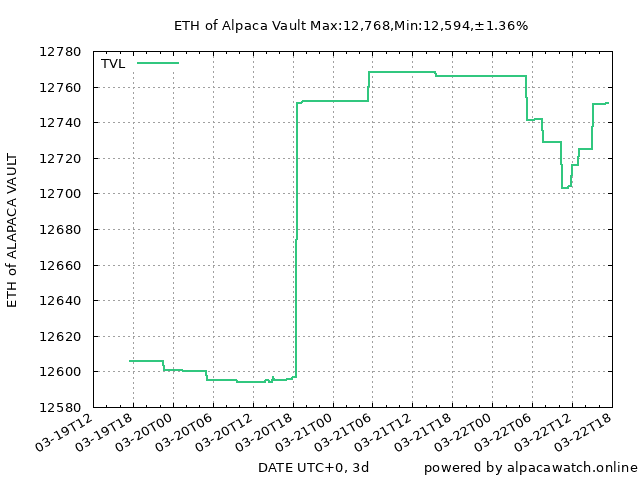 ETH of Alpaca Vault Max:12,768,Min:12,594,±1.36%
TVL
ETH of ALAPACA VAULT
12780
12760
12740
12720
12700
12680
12660
12640
12620
12600
12580
03-19T12
03-19T18
03-20T00
03-20T06
03-20T12
03-20T18
03-21T00
03-21T06
03-21T12
03-21T18
03-22T00
03-22T06
03-22T12
03-22T18
DATE UTC+0, 3d
powered by alpacawatch.online